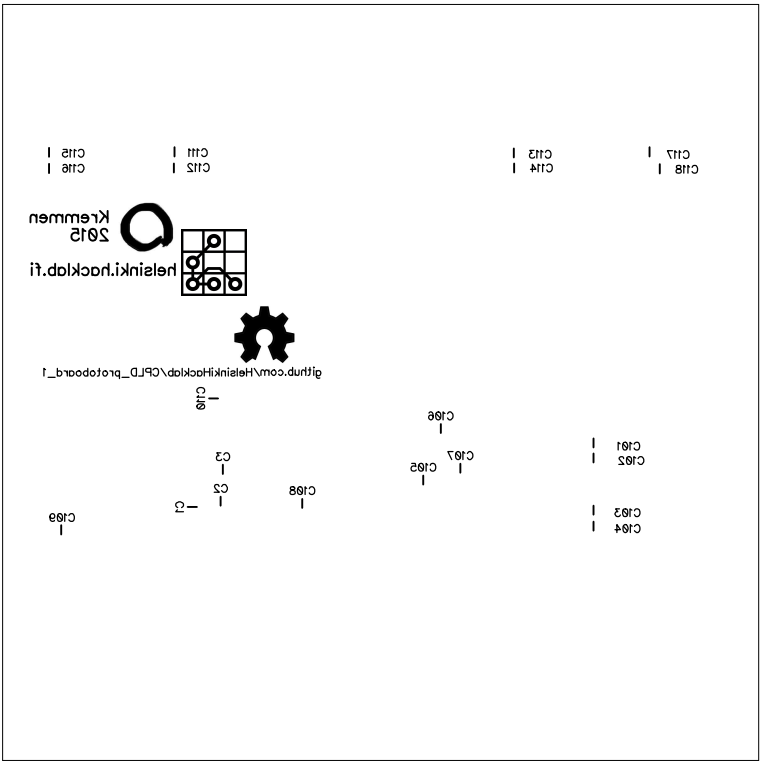 C115
C111
C113
C117
C116
C112
C114
C118
Kremmen
2015
helsinki.hacklab.fi
github.com/HelsinkiHacklab/CPLD_protoboard_1
C110
C106
C101
C107
C3
C102
C105
C2
C108
C1
C109
C103
C104